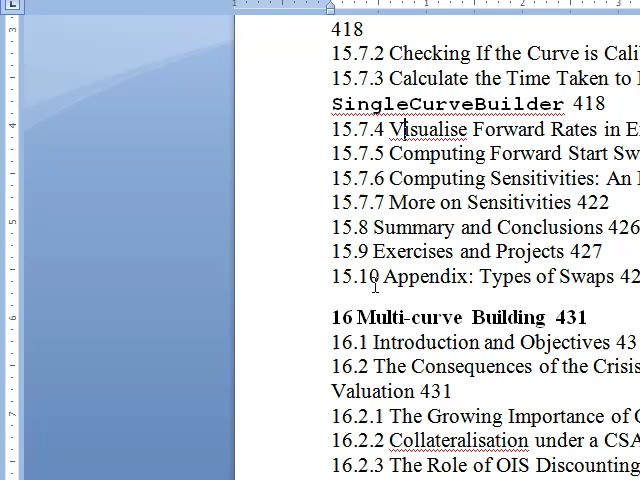 418
15.7.2 Checking If the Curve is
15.7.3 Calculate the Time Taken to
SingleCurveBuilder 418
15.7.4 Visualise Forward Rates in
15.7.5 Computing Forward Start
15.7.6 Computing Sensitivities: An
15.7.7 More on Sensitivities 422
15.8 Summary and Conclusions 426
15.9 Exercises and Projects 427
15.10 Appendix: Types of Swaps
16 Multi-curve Building 431
16.1 Introduction and Objectives
16.2 The Consequences of the Crisis
Valuation 431
16.2.1 The Growing Importance of
16.2.2 Collateralisation under a CSA
16.2.3 The Role of OIS Discounting